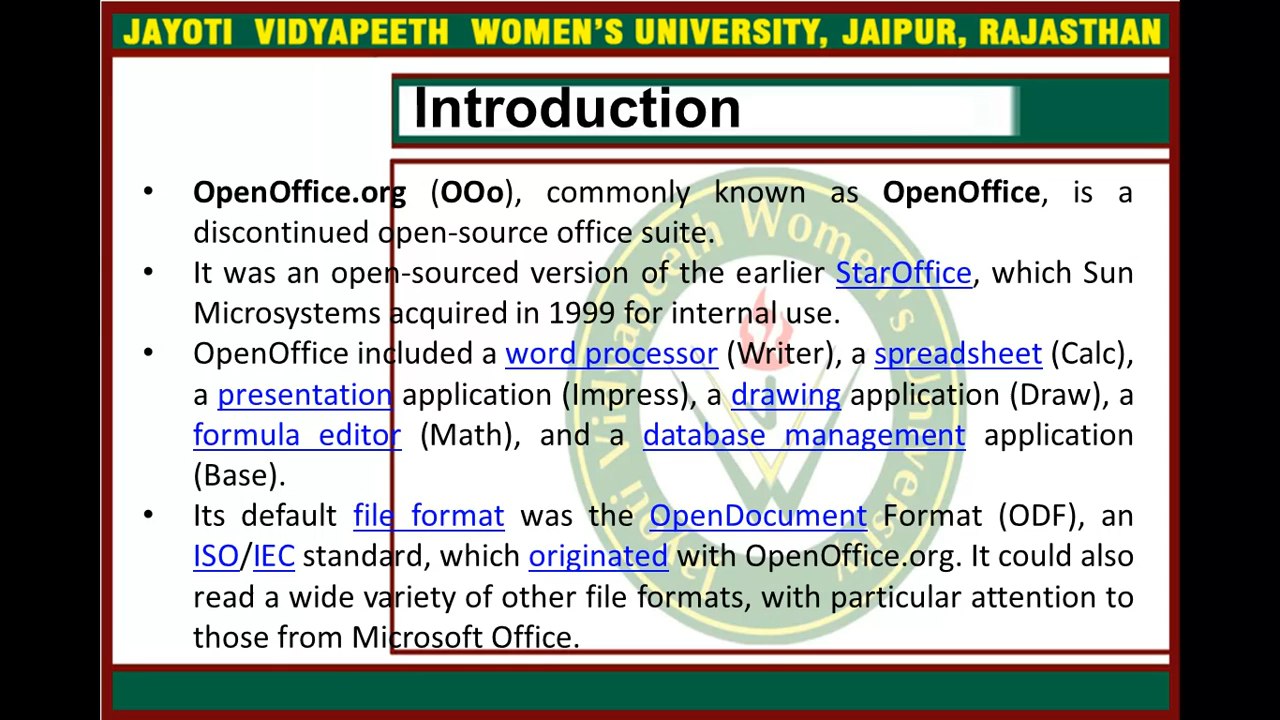 JAYOTI VIDYAPEETH WOMEN'S UNIVERSITY, JAIPUR, RAJASTHAN
Introduction
• OpenOffice.org (OOo), commonly known as OpenOffice, is a
discontinued open-source office suite.
• It was an open-sourced version of the earlier StarOffice, which Sun
Microsystems acquired in 1999 for internal use.
• OpenOffice included a word processor (Writer), a spreadsheet (Calc),
a presentation application (Impress), a drawing application (Draw), a
formula editor (Math), and a database management application
(Base).
• Its default file format was the OpenDocument Format (ODF), an
ISO/IEC standard, which originated with OpenOffice.org. It could also
read a wide variety of other file formats, with particular attention to
those from Microsoft Office.
Jayoti Vidyapeeth Women's University